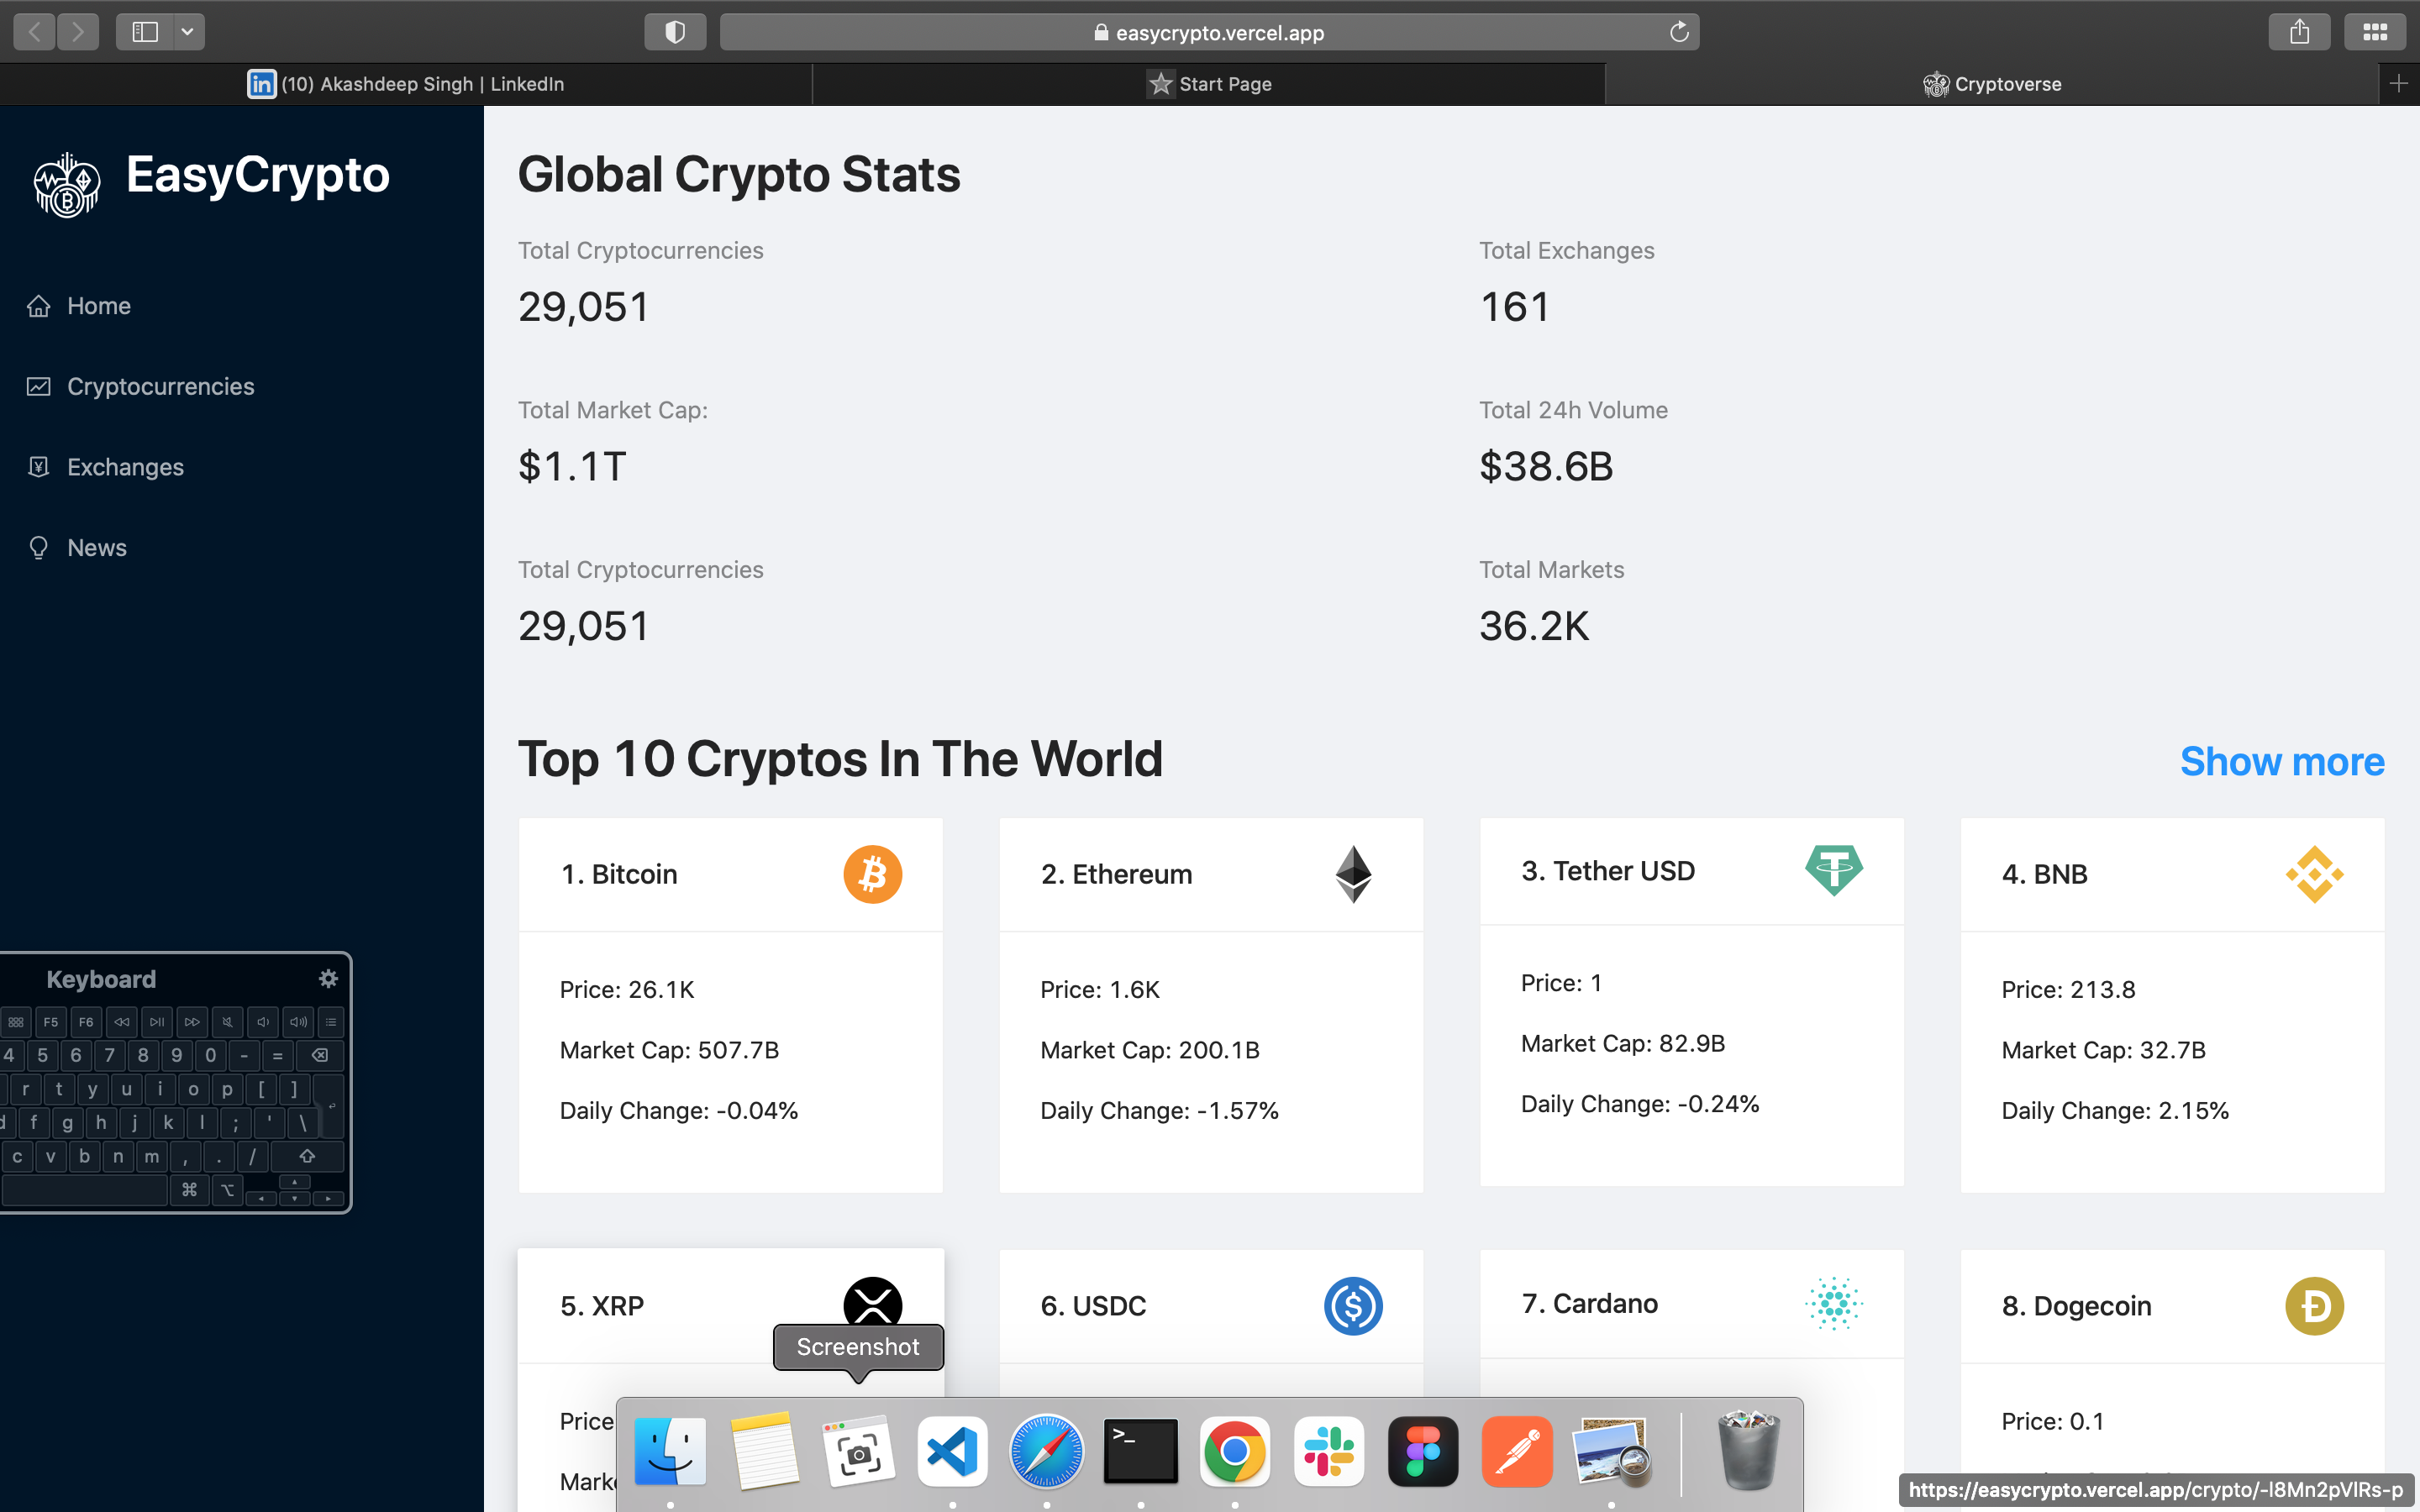 easycrypto.vercel.app
(10) Akashdeep Singh | LinkedIn
Start Page
Cryptoverse
EasyCrypto
Home
Cryptocurrencies
Exchanges
News
Global Crypto Stats
Total Cryptocurrencies
29,051
Total Exchanges
161
Total Market Cap:
$1.1T
Total 24h Volume
$38.6B
Total Cryptocurrencies
29,051
Total Markets
36.2K
Top 10 Cryptos In The World
Show more
1. Bitcoin
Price: 26.1K
Market Cap: 507.7B
Daily Change: -0.04%
2. Ethereum
Price: 1.6K
Market Cap: 200.1B
Daily Change: -1.57%
3. Tether USD
Price: 1
Market Cap: 82.9B
Daily Change: -0.24%
4. BNB
Price: 213.8
Market Cap: 32.7B
Daily Change: 2.15%
5. XRP
Price
6. USDC
7. Cardano
8. Dogecoin
Price: 0.1
Screenshot
Keyboard
F5 F6
4 5 6 7 8 9 0 - =
r t y u i o p [ ]
f g h j k l ; ' \
c v b n m , . /
⌘ ⌥
>_
https://easycrypto.vercel.app/crypto/-l8Mn2pVlRs-p